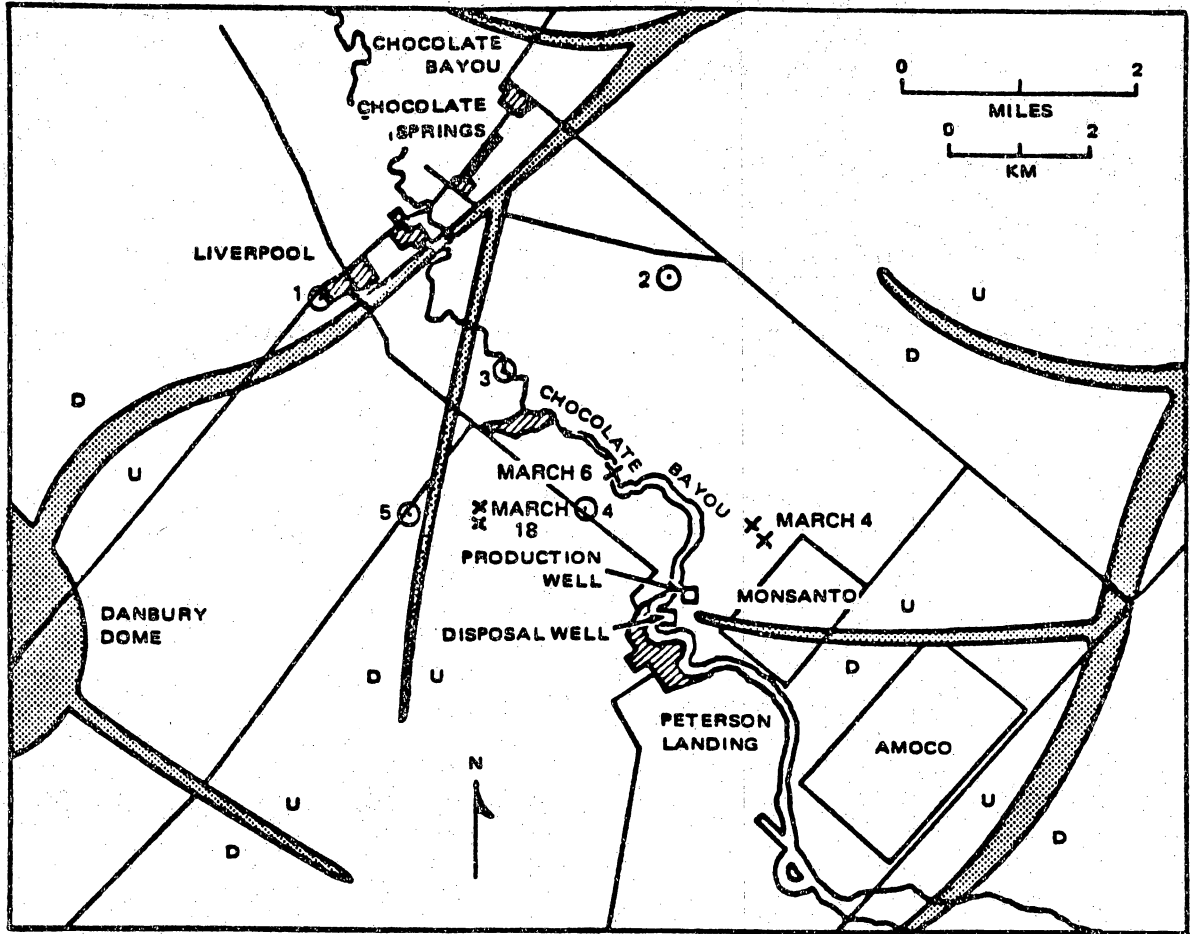 CHOCOLATE
BAYOU
CHOCOLATE
SPRINGS
0 2
MILES
0 2
KM
LIVERPOOL
1
2
U
D
3
D
CHOCOLATE BAYOU
U
MARCH 6
5
MARCH
18
4
MARCH 4
PRODUCTION
WELL
MONSANTO
U
DANBURY
DOME
DISPOSAL WELL
D U
D
PETERSON
LANDING
AMOCO
N
U
U
D
D